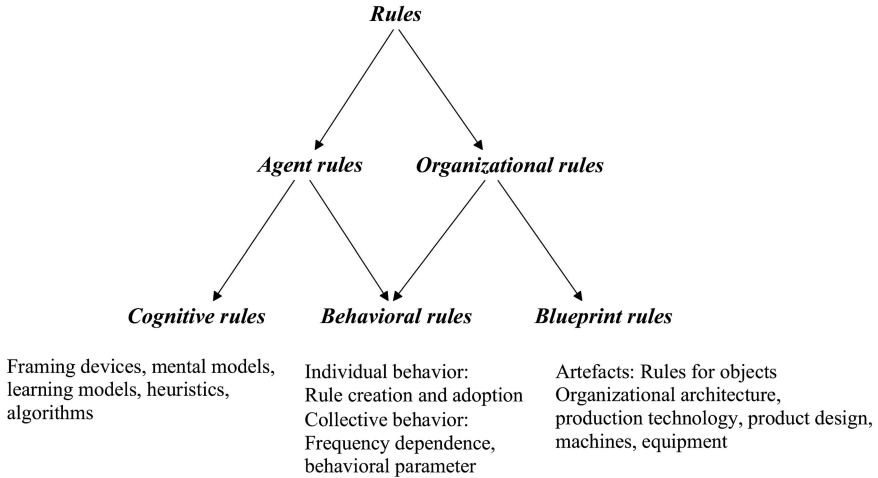 Rules
Agent rules
Organizational rules
Cognitive rules
Behavioral rules
Blueprint rules
Framing devices, mental models,
learning models, heuristics,
algorithms
Individual behavior:
Rule creation and adoption
Collective behavior:
Frequency dependence,
behavioral parameter
Artefacts: Rules for objects
Organizational architecture,
production technology, product design,
machines, equipment